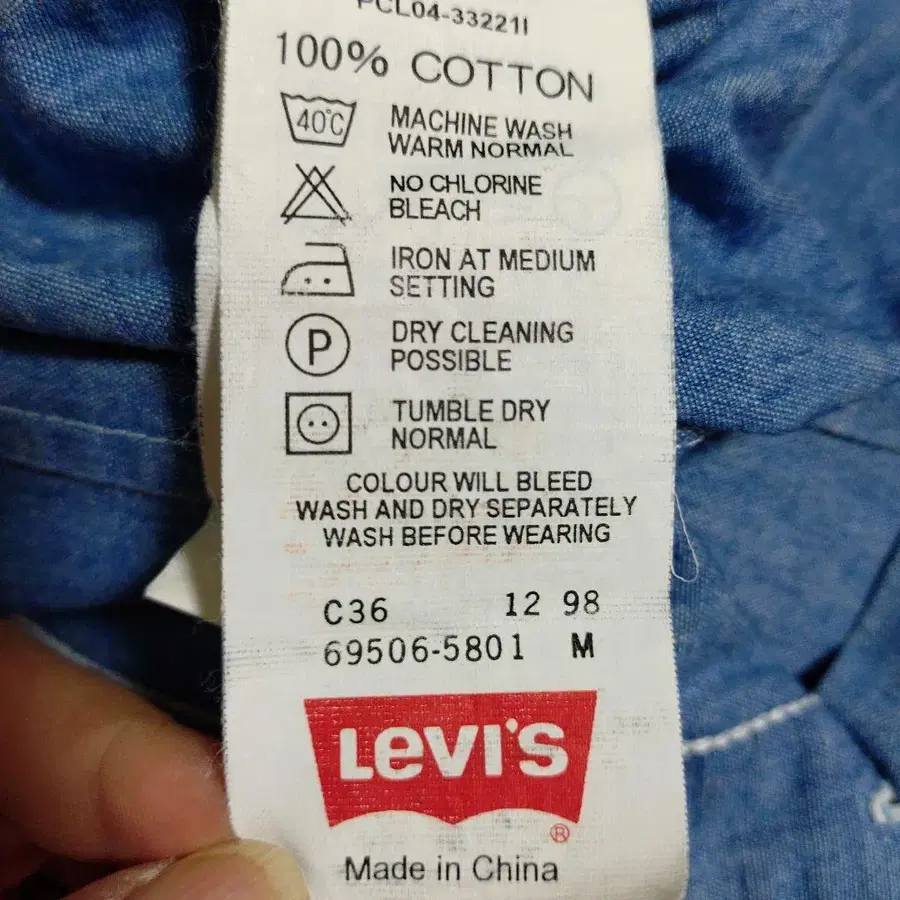 PCL04-33221I
100% COTTON
40°C
MACHINE WASH
WARM NORMAL
NO CHLORINE
BLEACH
IRON AT MEDIUM
SETTING
P
DRY CLEANING
POSSIBLE
TUMBLE DRY
NORMAL
COLOUR WILL BLEED
WASH AND DRY SEPARATELY
WASH BEFORE WEARING
C36 12 98
69506-5801 M
LEVI'S
®
Made in China